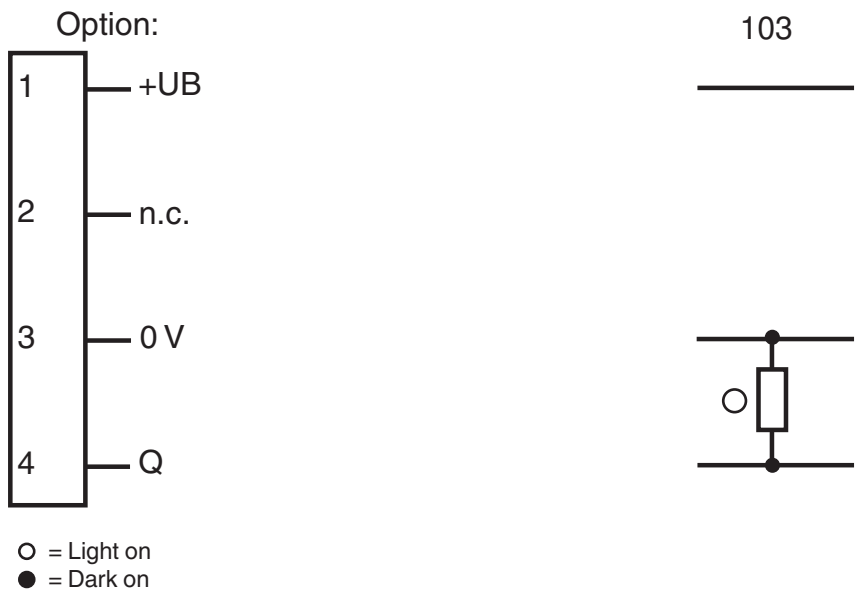 Option:
103
1 +UB
2 n.c.
3 0 V
4 Q
= Light on
= Dark on